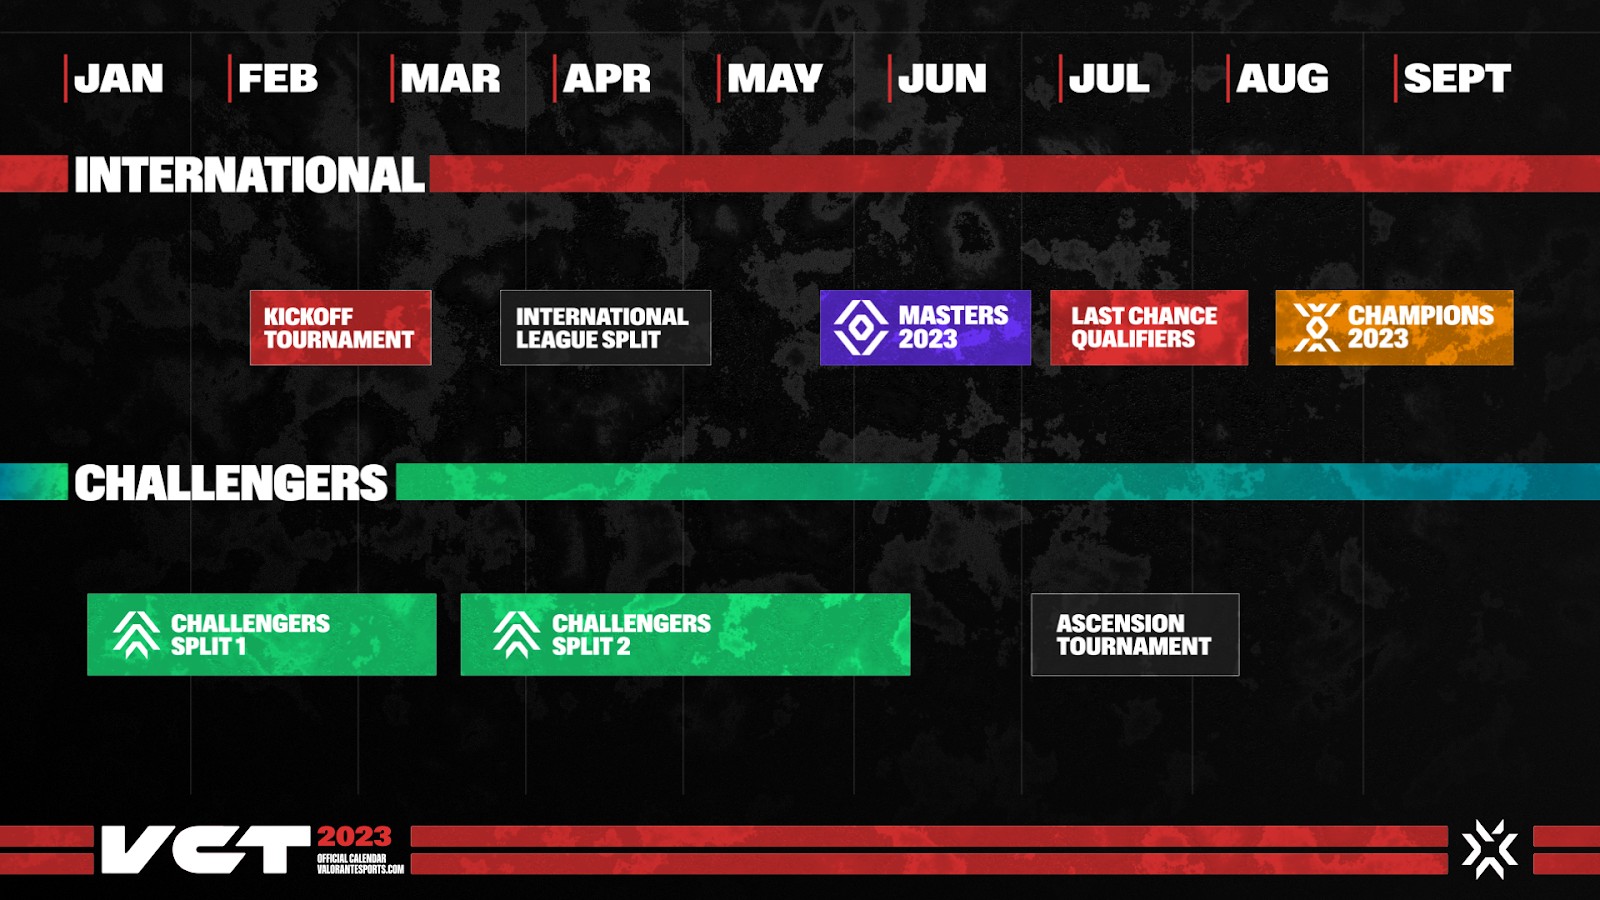 JAN FEB MAR APR MAY JUN JUL AUG SEPT
INTERNATIONAL
KICKOFF
TOURNAMENT
INTERNATIONAL
LEAGUE SPLIT
MASTERS
2023
LAST CHANCE
QUALIFIERS
CHAMPIONS
2023
CHALLENGERS
CHALLENGERS
SPLIT 1
CHALLENGERS
SPLIT 2
ASCENSION
TOURNAMENT
VCT 2023
OFFICIAL CALENDAR
VALORANTESPORTS.COM